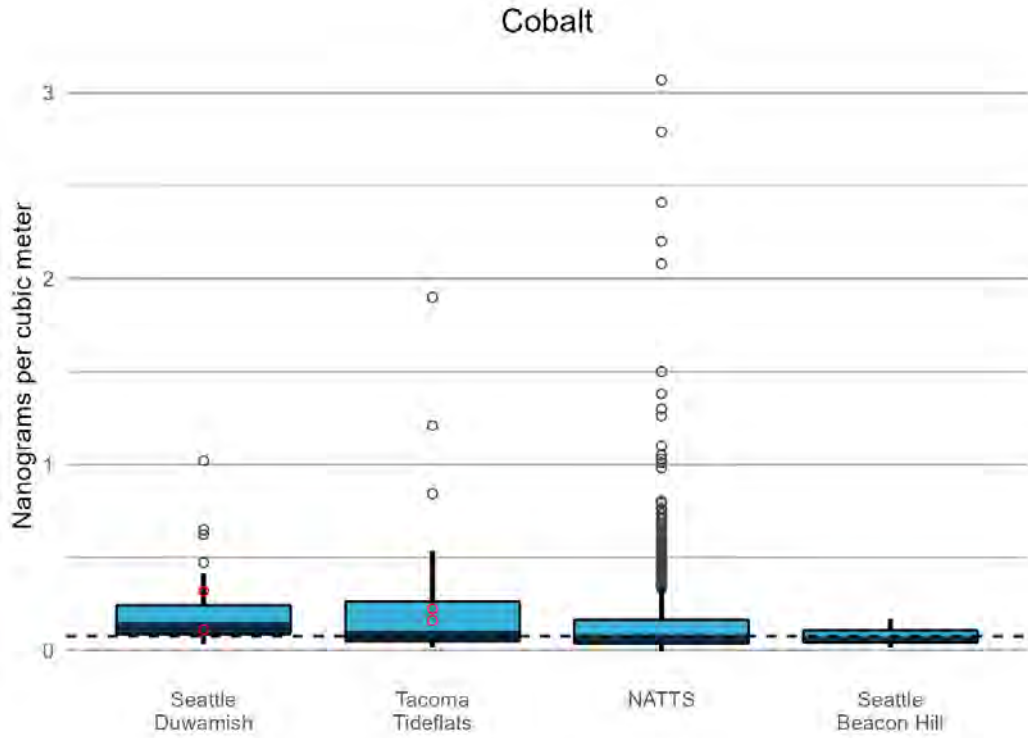 Cobalt
Nanograms per cubic meter
3
2
1
0
Seattle
Duwamish
Tacoma
Tideflats
NATTS
Seattle
Beacon Hill